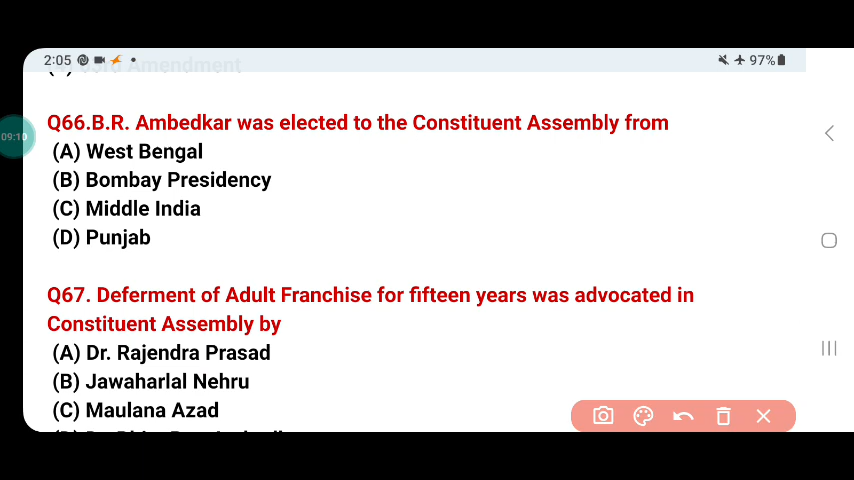 2:05
97%
Amendment
Q66.B.R. Ambedkar was elected to the Constituent Assembly from
(A) West Bengal
(B) Bombay Presidency
(C) Middle India
(D) Punjab
09:10
Q67. Deferment of Adult Franchise for fifteen years was advocated in
Constituent Assembly by
(A) Dr. Rajendra Prasad
(B) Jawaharlal Nehru
(C) Maulana Azad